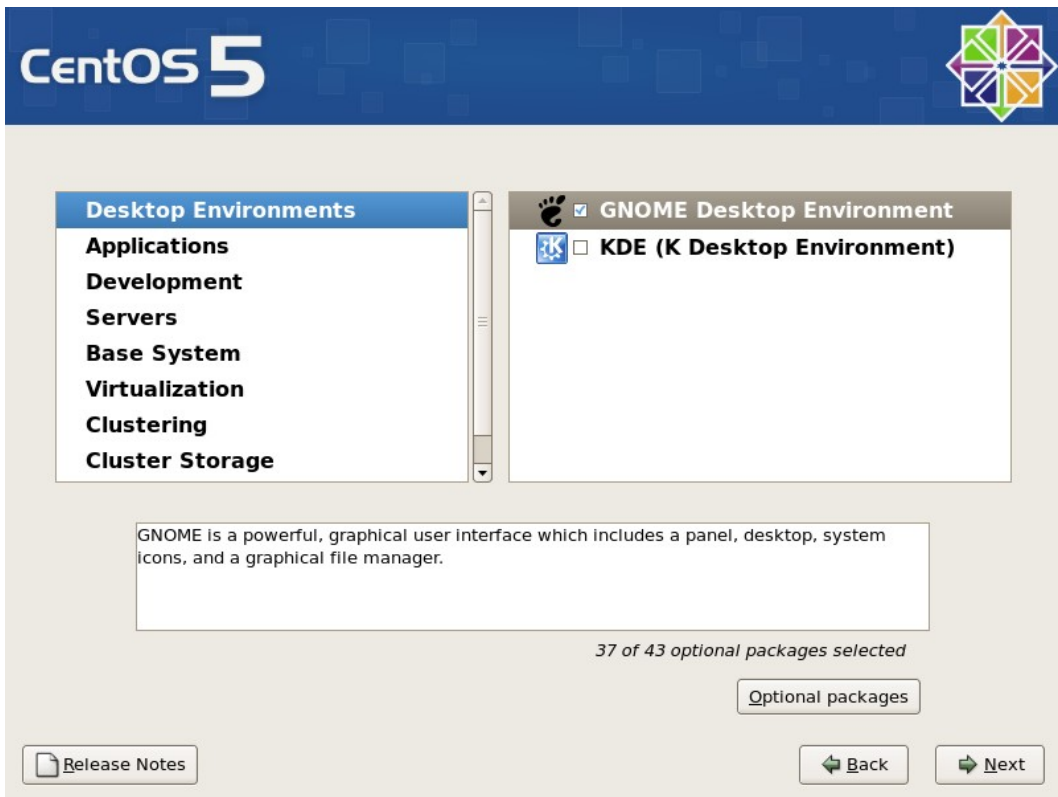 CentOS 5
Desktop Environments
Applications
Development
Servers
Base System
Virtualization
Clustering
Cluster Storage
GNOME Desktop Environment
KDE (K Desktop Environment)
GNOME is a powerful, graphical user interface which includes a panel, desktop, system
icons, and a graphical file manager.
37 of 43 optional packages selected
Optional packages
Release Notes
Back
Next